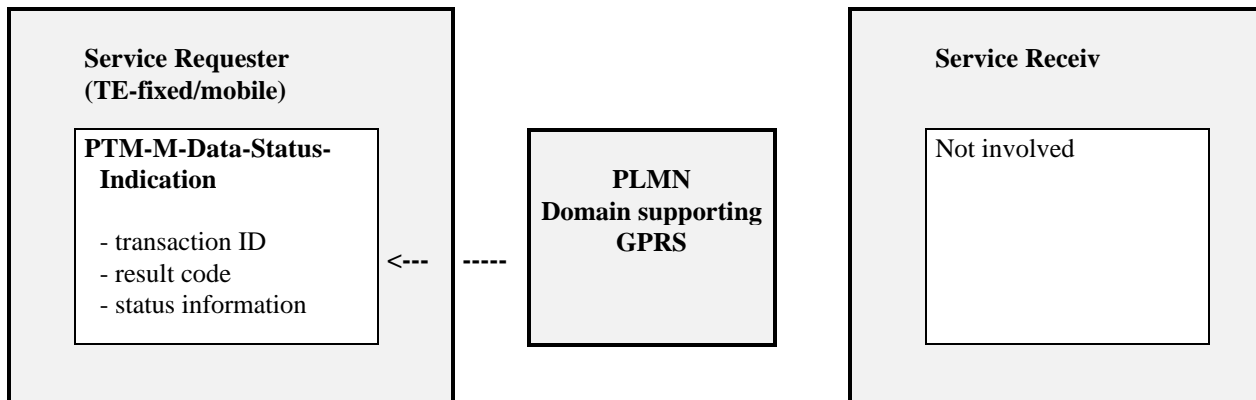 Service Requester
(TE-fixed/mobile)
PTM-M-Data-Status-
Indication
- transaction ID
- result code
- status information
<--- -----
PLMN
Domain supporting
GPRS
Service Receiv
Not involved